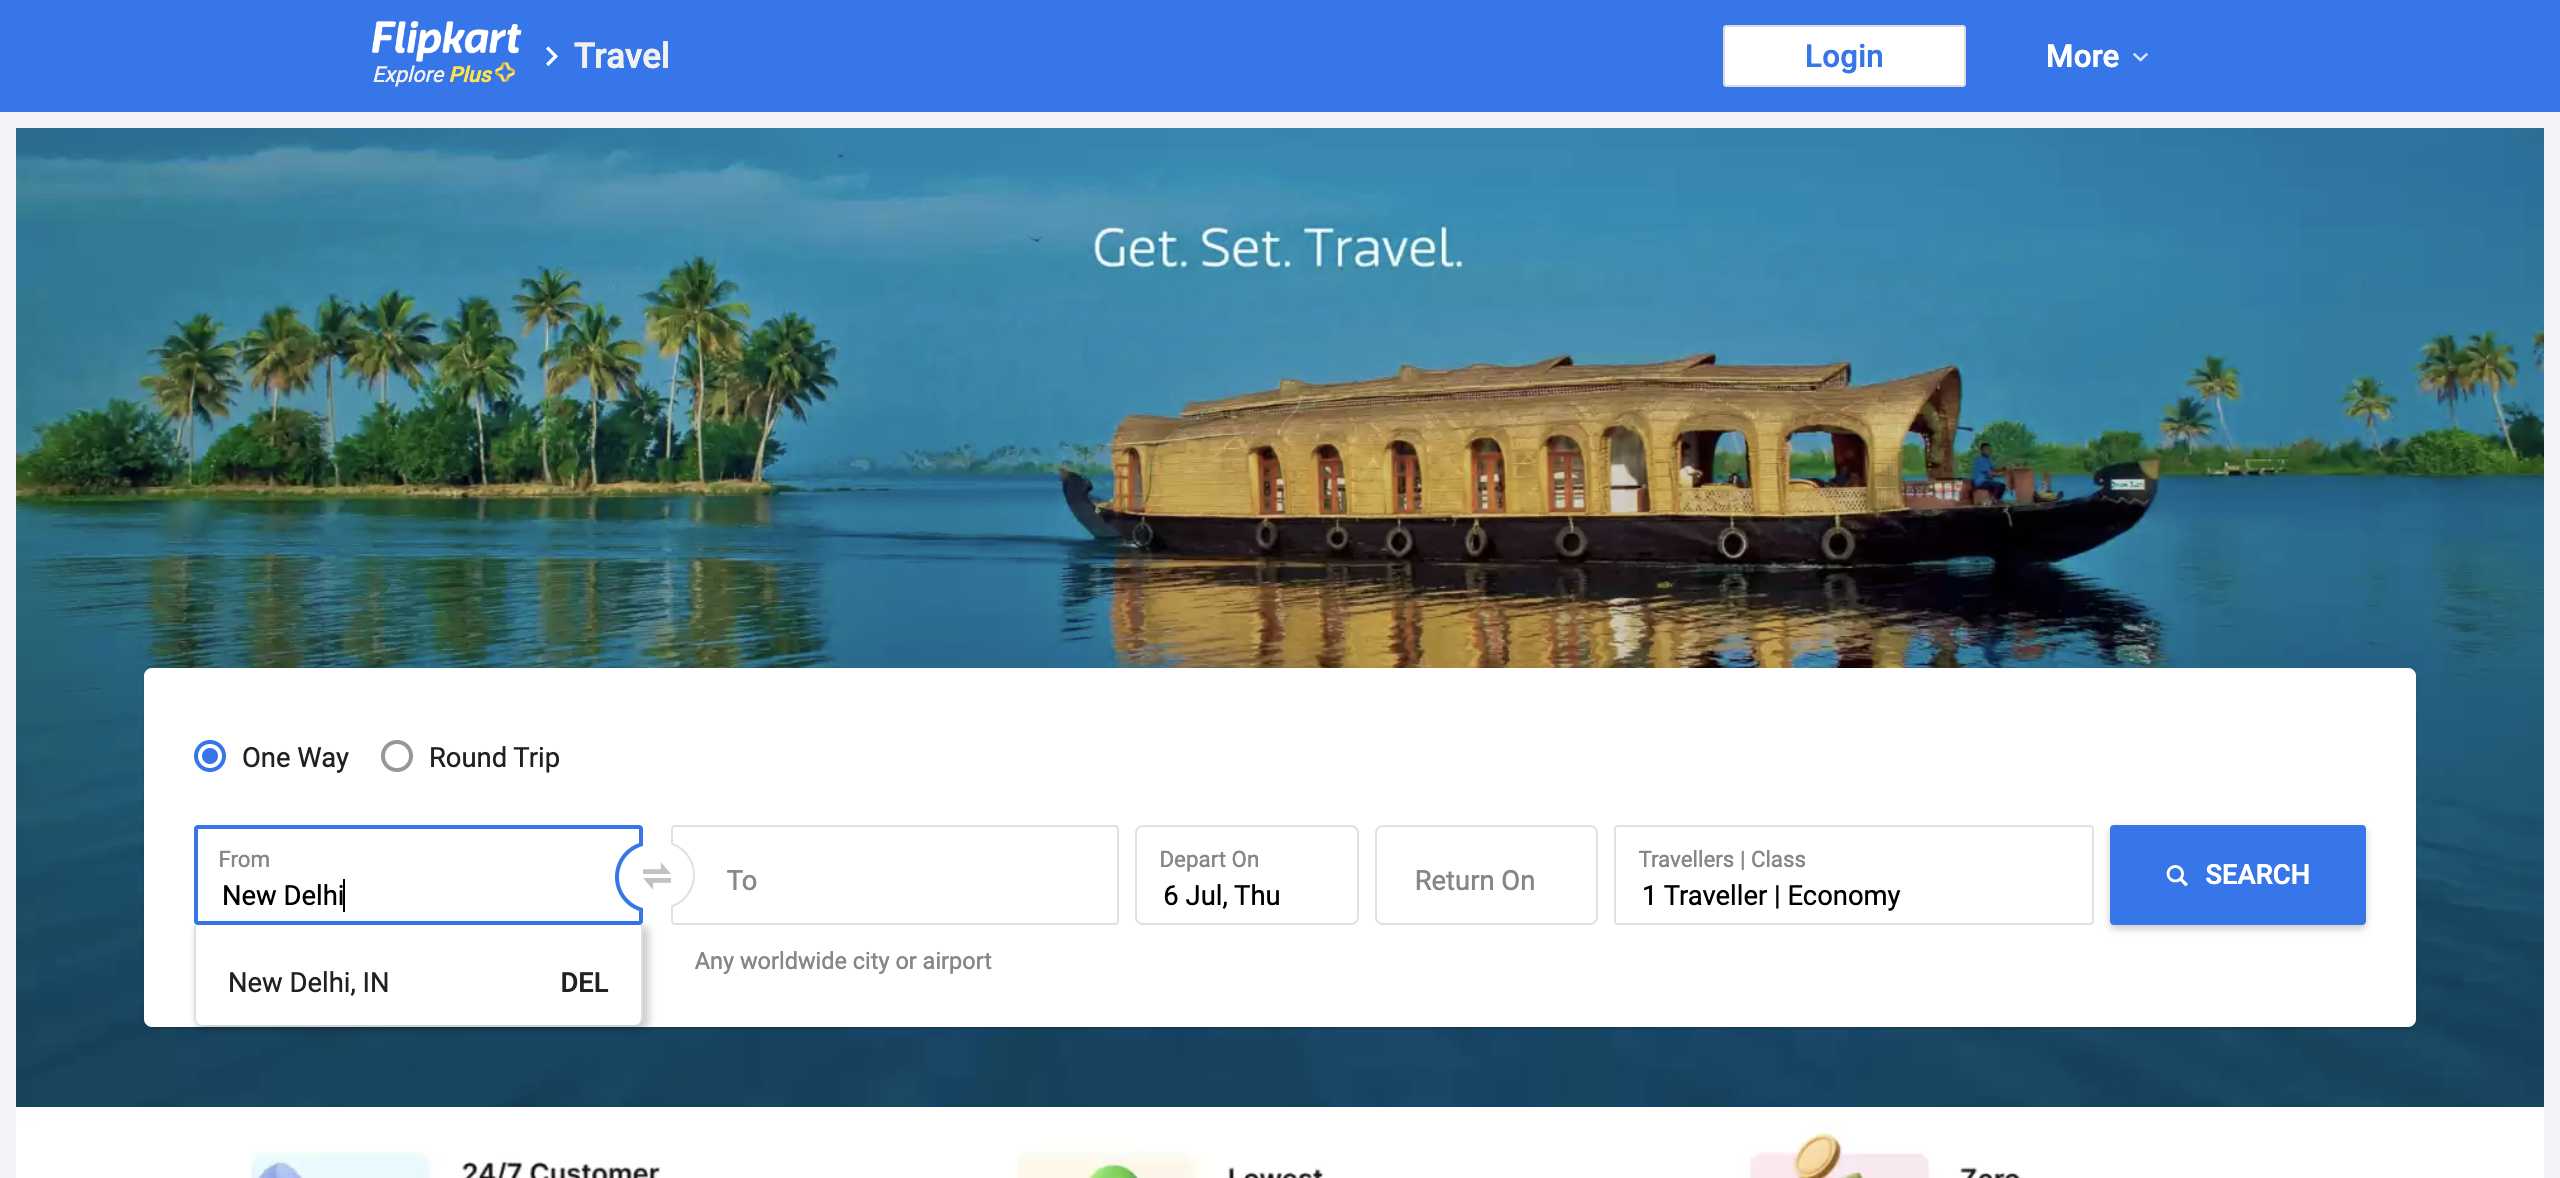 Flipkart
Explore Plus
Travel
Login
More
Get. Set. Travel.
One Way
Round Trip
From
New Delhi
To
Depart On
6 Jul, Thu
Return On
Travellers | Class
1 Traveller | Economy
SEARCH
Any worldwide city or airport
New Delhi, IN
DEL
24/7 Customer
Lowest
Zero